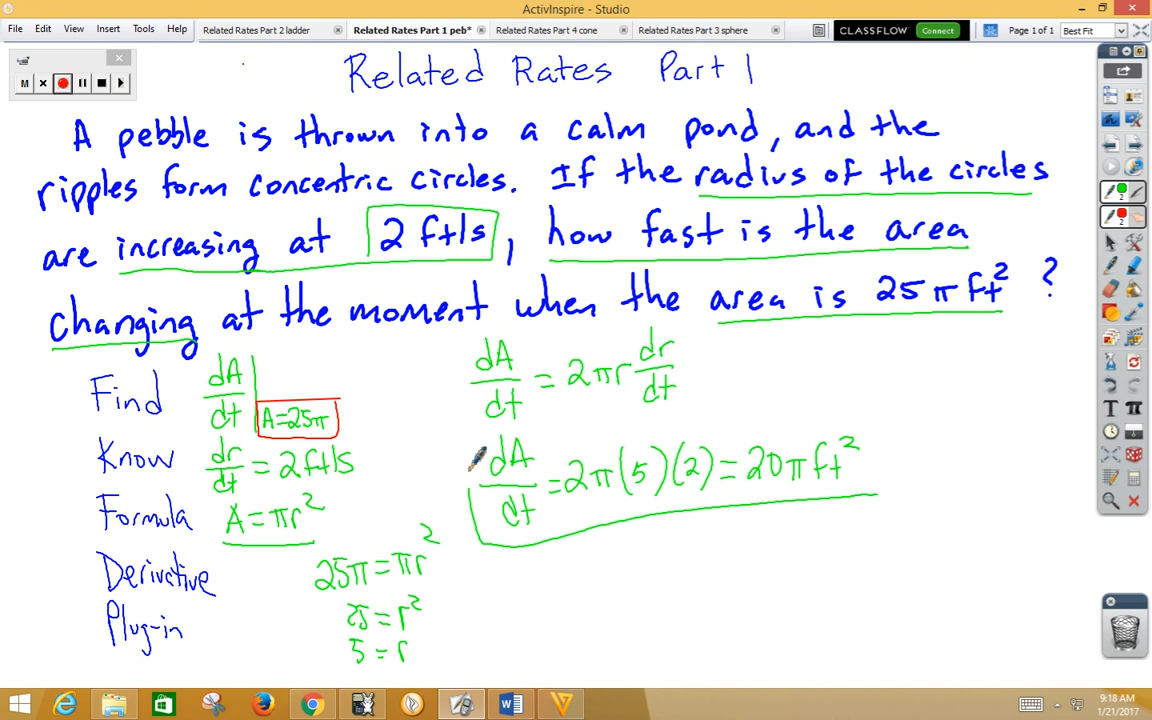 ActivInspire - Studio
File Edit View Insert Tools Help
Related Rates Part 2 ladder
Related Rates Part 1 peb*
Related Rates Part 4 cone
Related Rates Part 3 sphere
CLASSFLOW Connect
Page 1 of 1
Best Fit
M
Related Rates Part 1
A pebble is thrown into a calm pond, and the
ripples form concentric circles. If the radius of the circles
are increasing at 2 ft/s, how fast is the area
changing at the moment when the area is 25π ft² ?
Find dA/dt | A=25π
Know dr/dt = 2ft/s
Formula A = πr²
Derivative
Plug-in
25π = πr²
25 = r²
5 = r
dA/dt = 2πr dr/dt
dA/dt = 2π(5)(2) = 20π ft²
2
2
T π
9:18 AM
1/21/2017